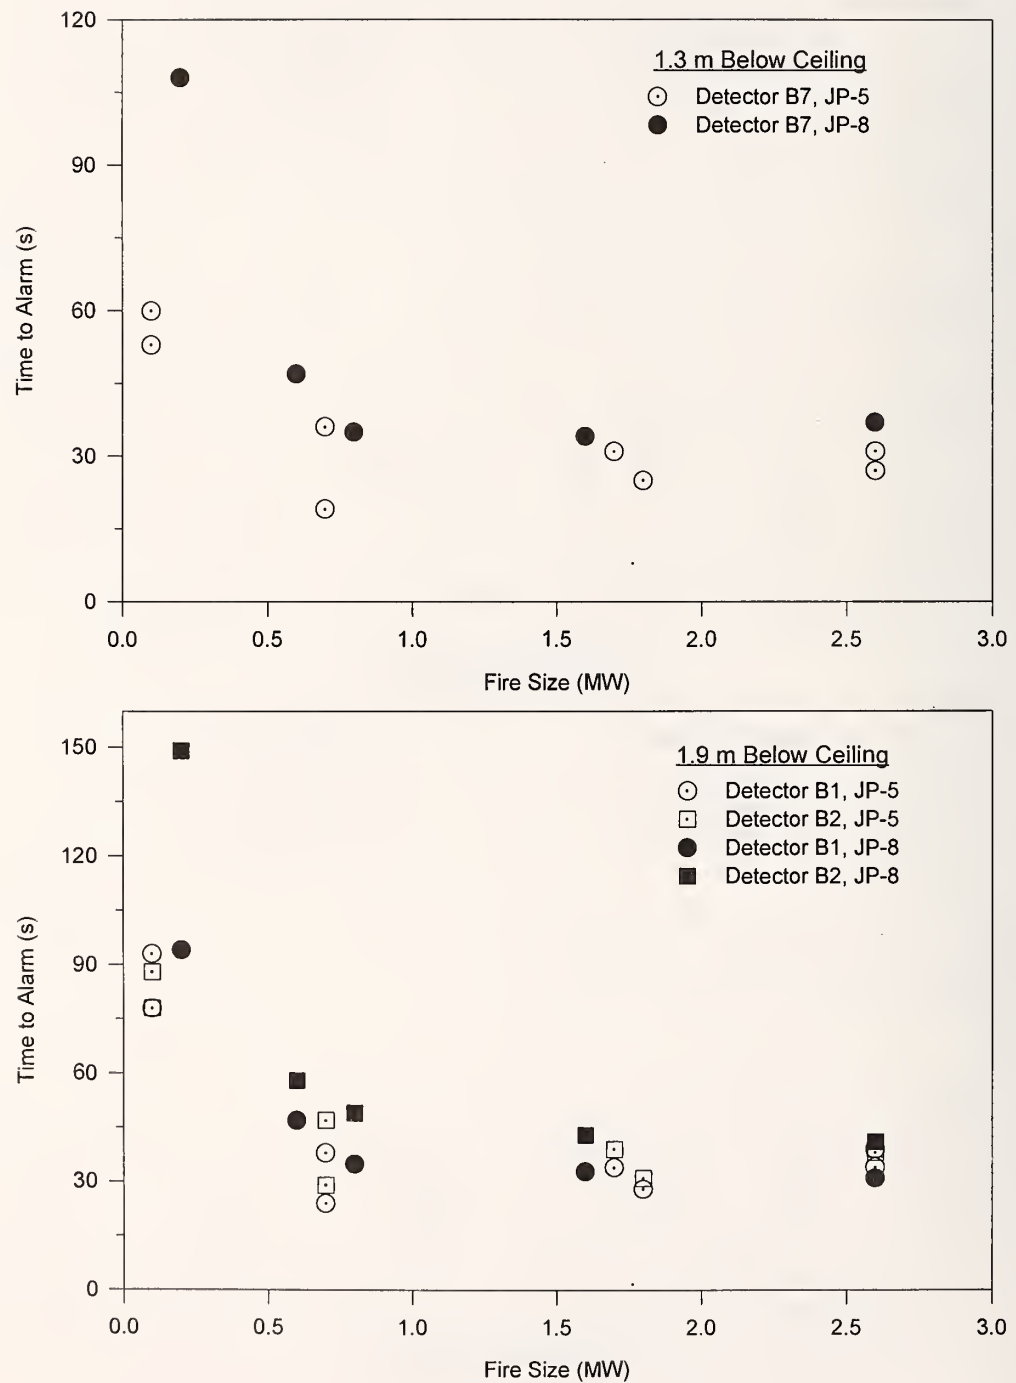 120
90
60
30
0
Time to Alarm (s)
1.3 m Below Ceiling
Detector B7, JP-5
Detector B7, JP-8
0.0 0.5 1.0 1.5 2.0 2.5 3.0
Fire Size (MW)
150
120
90
60
30
0
Time to Alarm (s)
1.9 m Below Ceiling
Detector B1, JP-5
Detector B2, JP-5
Detector B1, JP-8
Detector B2, JP-8
0.0 0.5 1.0 1.5 2.0 2.5 3.0
Fire Size (MW)